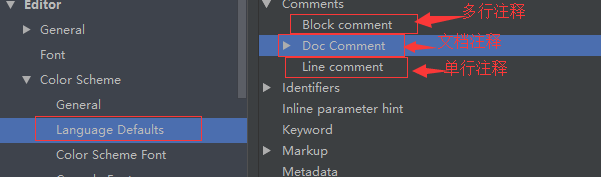 Editor
General
Font
Color Scheme
General
Language Defaults
Color Scheme Font
Comments
Block comment
多行注释
Doc Comment
文档注释
Line comment
单行注释
Identifiers
Inline parameter hint
Keyword
Markup
Metadata